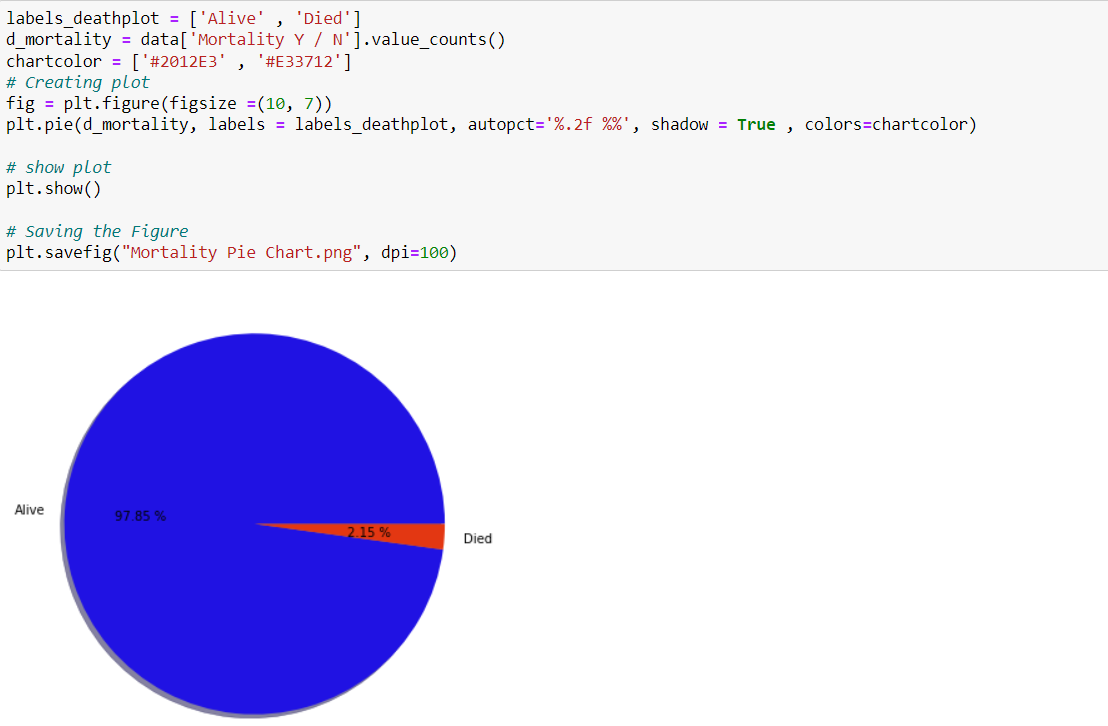 labels_deathplot = ['Alive' , 'Died']
d_mortality = data['Mortality Y / N'].value_counts()
chartcolor = ['#2012E3' , '#E33712']
# Creating plot
fig = plt.figure(figsize =(10, 7))
plt.pie(d_mortality, labels = labels_deathplot, autopct='%.2f %%', shadow = True , colors=chartcolor)
# show plot
plt.show()
# Saving the Figure
plt.savefig("Mortality Pie Chart.png", dpi=100)
Alive
97.85 %
2.15 %
Died